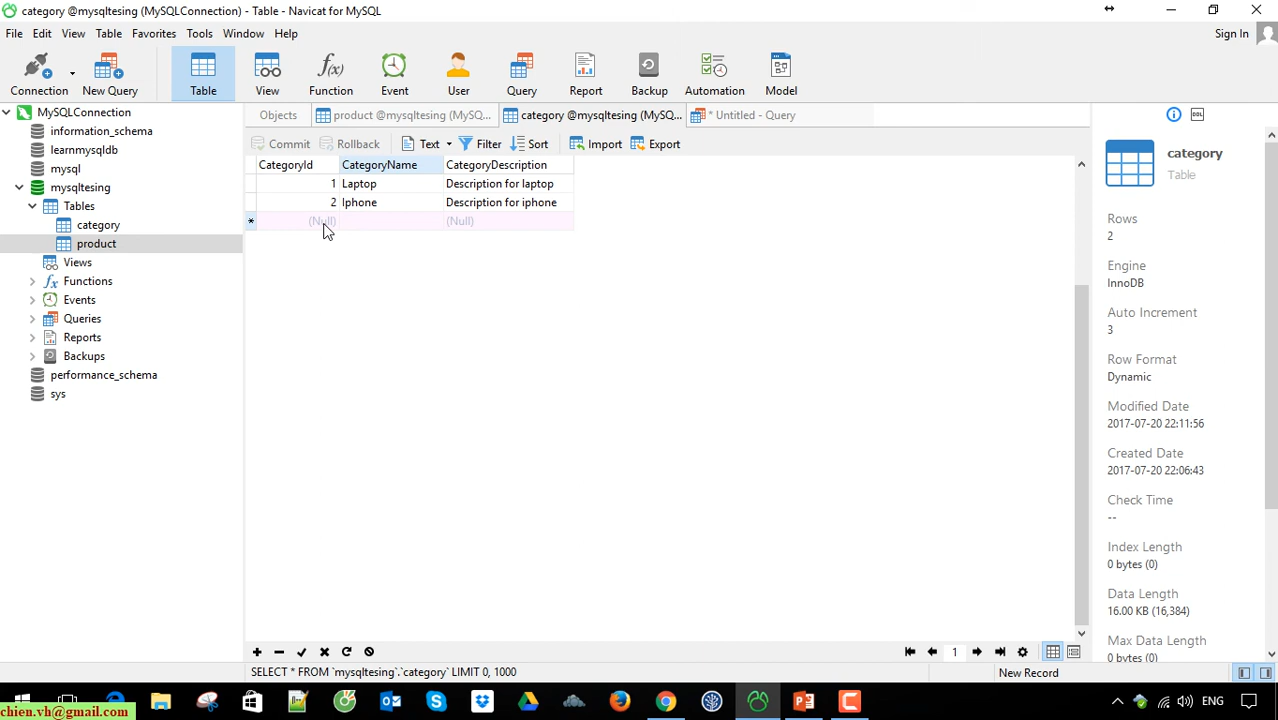 category @mysqltesing (MySQLConnection) - Table - Navicat for MySQL
File Edit View Table Favorites Tools Window Help Sign In
Connection New Query Table View Function Event User Query Report Backup Automation Model
f(x)
MySQLConnection
information_schema
learnmysqldb
mysql
mysqltesing
Tables
category
product
Views
fx Functions
Events
Queries
Reports
Backups
performance_schema
sys
Objects product @mysqltesing (MySQ... category @mysqltesing (MySQ... * Untitled - Query
Commit Rollback Text Filter Sort Import Export
CategoryId CategoryName CategoryDescription
1 Laptop Description for laptop
2 Iphone Description for iphone
* (Null) (Null)
DDL
category
Table
Rows
2
Engine
InnoDB
Auto Increment
3
Row Format
Dynamic
Modified Date
2017-07-20 22:11:56
Created Date
2017-07-20 22:06:43
Check Time
--
Index Length
0 bytes (0)
Data Length
16.00 KB (16,384)
Max Data Length
0 bytes (0)
1
SELECT * FROM `mysqltesing`.`category` LIMIT 0, 1000 New Record
ENG
chien.vh@gmail.com